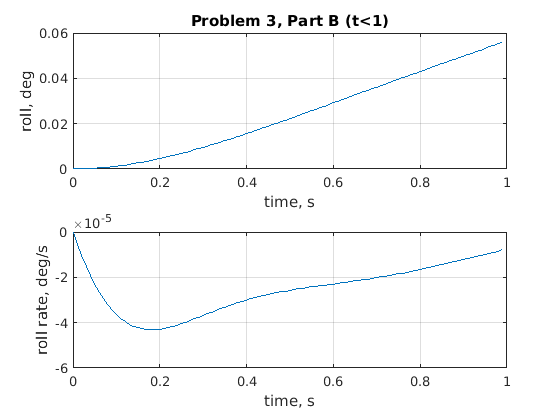 Problem 3, Part B (t<1)
0.06
0.04
0.02
0
roll, deg
0 0.2 0.4 0.6 0.8 1
time, s
×10-5
0
-2
-4
-6
roll rate, deg/s
0 0.2 0.4 0.6 0.8 1
time, s